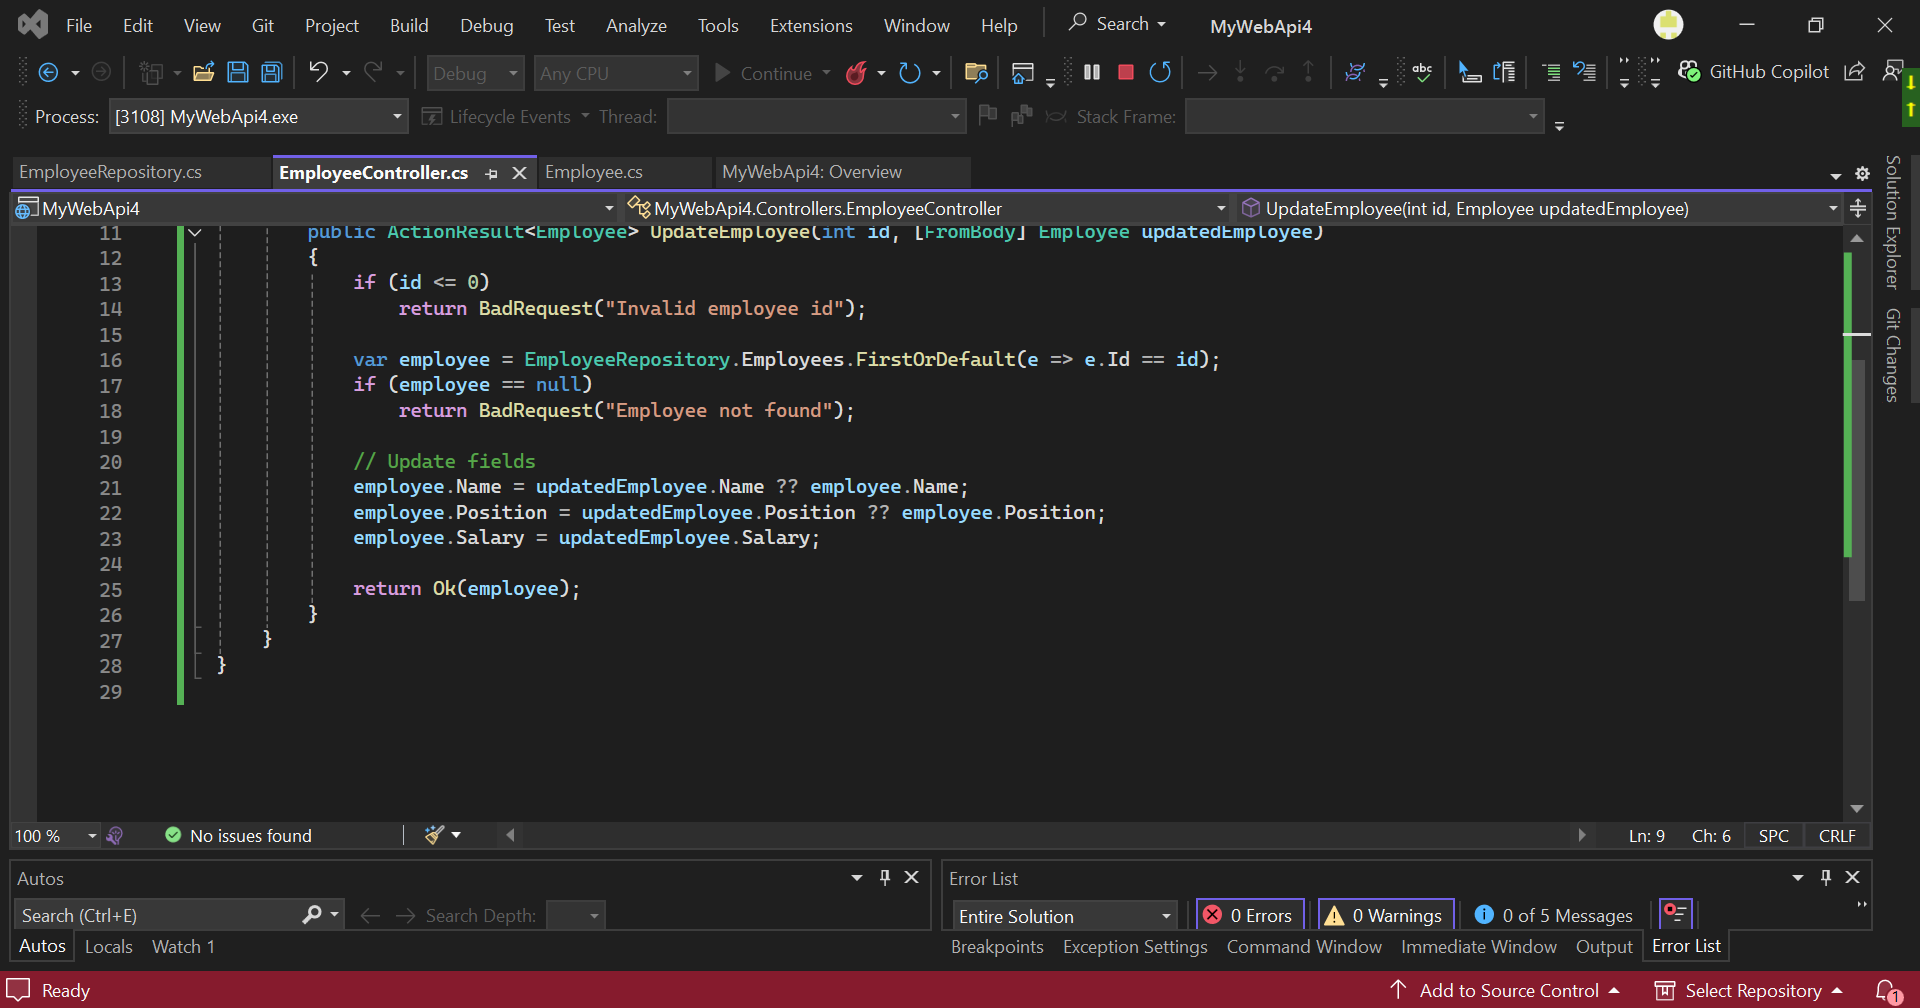 File Edit View Git Project Build Debug Test Analyze Tools Extensions Window Help Search MyWebApi4
Debug Any CPU Continue GitHub Copilot
Process: [3108] MyWebApi4.exe Lifecycle Events Thread: Stack Frame:
EmployeeRepository.cs EmployeeController.cs Employee.cs MyWebApi4: Overview
MyWebApi4 MyWebApi4.Controllers.EmployeeController UpdateEmployee(int id, Employee updatedEmployee)
11 public ActionResult<Employee> UpdateEmployee(int id, [FromBody] Employee updatedEmployee)
12 {
13 if (id <= 0)
14 return BadRequest("Invalid employee id");
15
16 var employee = EmployeeRepository.Employees.FirstOrDefault(e => e.Id == id);
17 if (employee == null)
18 return BadRequest("Employee not found");
19
20 // Update fields
21 employee.Name = updatedEmployee.Name ?? employee.Name;
22 employee.Position = updatedEmployee.Position ?? employee.Position;
23 employee.Salary = updatedEmployee.Salary;
24
25 return Ok(employee);
26 }
27 }
28 }
29
Solution Explorer
Git Changes
100 % No issues found Ln: 9 Ch: 6 SPC CRLF
Autos
Search (Ctrl+E) Search Depth:
Autos Locals Watch 1
Error List
Entire Solution 0 Errors 0 Warnings 0 of 5 Messages
Breakpoints Exception Settings Command Window Immediate Window Output Error List
Ready Add to Source Control Select Repository 1